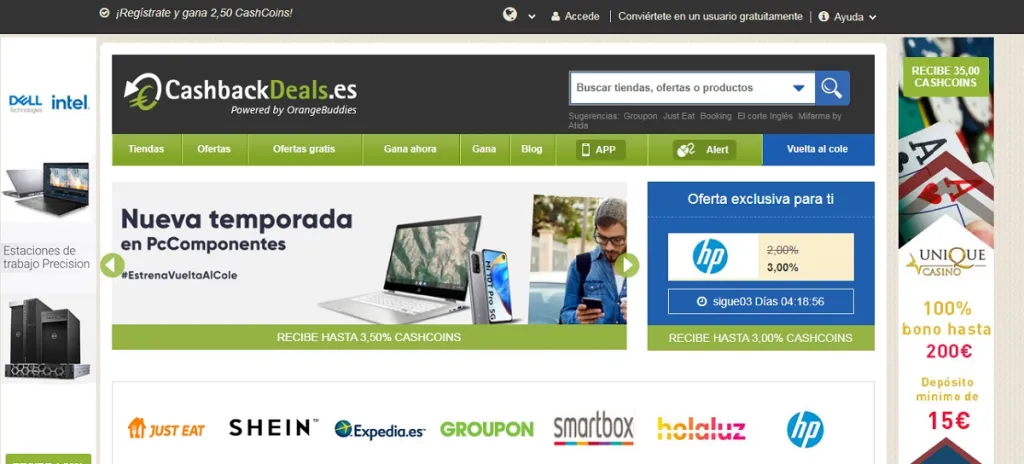 ¡Regístrate y gana 2,50 CashCoins!
Accede
Conviértete en un usuario gratuitamente
Ayuda
DELL
Technologies
intel
Estaciones de
trabajo Precision
CashbackDeals.es
Powered by OrangeBuddies
Buscar tiendas, ofertas o productos
Sugerencias: Groupon Just Eat Booking El corte Inglés Mifarma by
Atida
Tiendas
Ofertas
Ofertas gratis
Gana ahora
Gana
Blog
APP
Alert
Vuelta al cole
Nueva temporada
en PcComponentes
#EstrenaVueltaAlCole
Mi 10T Pro 5G
RECIBE HASTA 3,50% CASHCOINS
Oferta exclusiva para ti
hp
2,00%
3,00%
sigue03 Días 04:18:56
RECIBE HASTA 3,00% CASHCOINS
RECIBE 35,00
CASHCOINS
A
A
UNIQUE
CASINO
100%
bono hasta
200€
Depósito
mínimo de
15€
JUST EAT
SHEIN
Expedia.es
GROUPON
smartbox
holaluz
hp